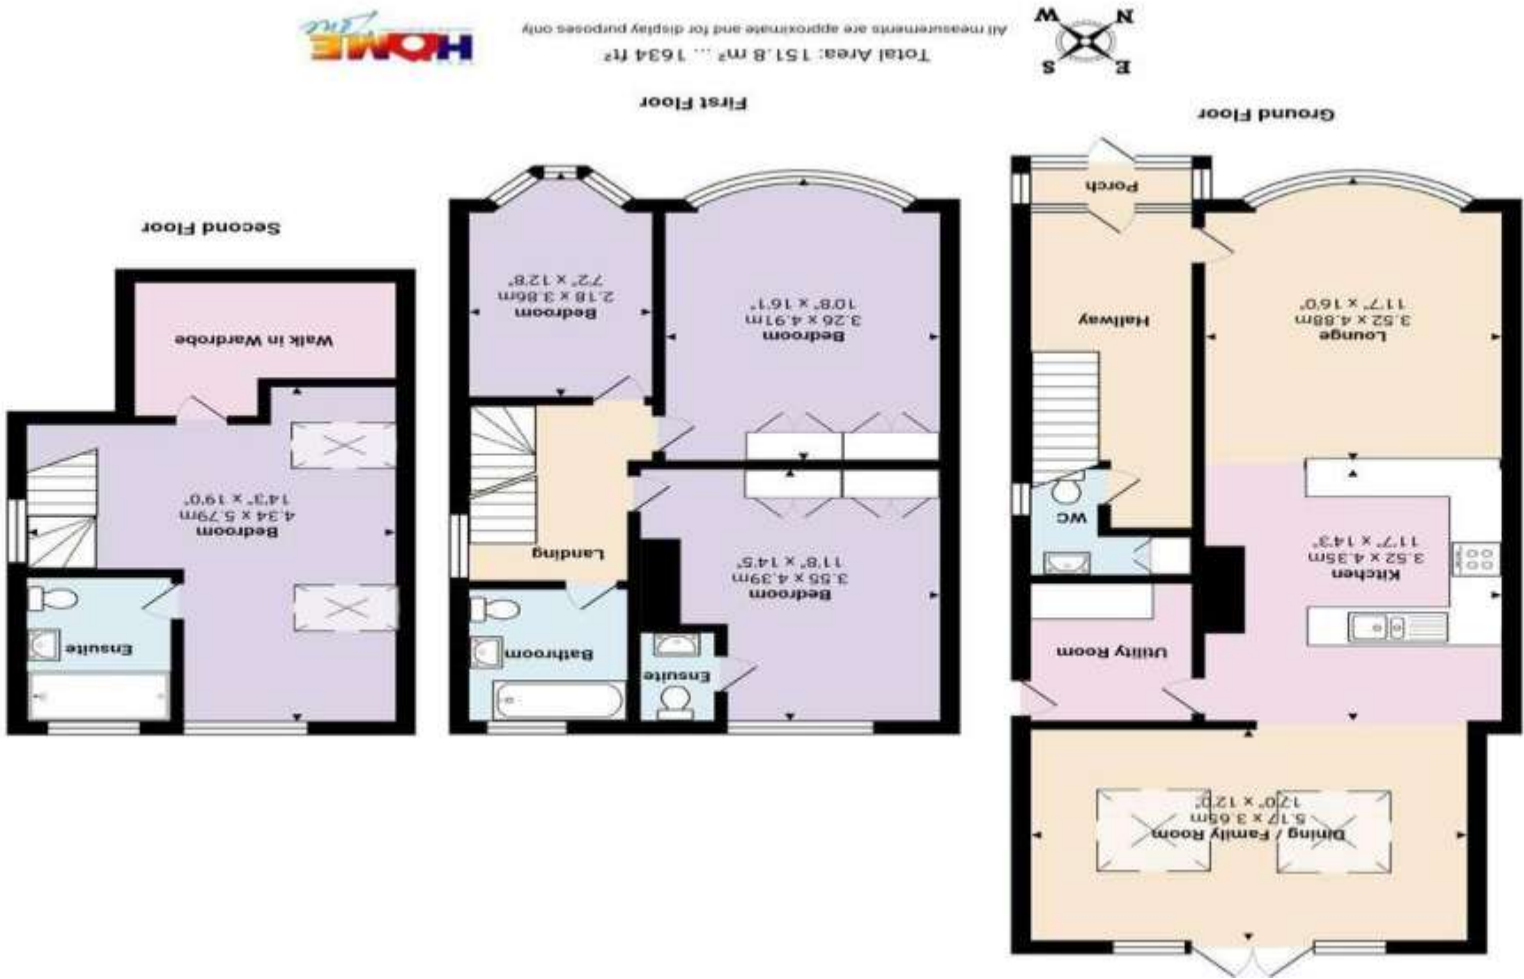 Dining / Family Room
5.17 x 3.65m
17'0" x 12'0"
Utility Room
Kitchen
3.52 x 4.35m
11'7" x 14'3"
WC
Hallway
Lounge
3.52 x 4.88m
11'7" x 16'0"
Porch
Ground Floor
Ensuite
Bathroom
Bedroom
3.55 x 4.39m
11'8" x 14'5"
Landing
Bedroom
3.26 x 4.91m
10'8" x 16'1"
Bedroom
2.18 x 3.86m
7'2" x 12'8"
First Floor
Ensuite
Bedroom
4.34 x 5.79m
14'3" x 19'0"
Walk in Wardrobe
Second Floor
Total Area: 151.8 m² ... 1634 ft²
All measurements are approximate and for display purposes only
HOME
Zone
N
E
S
W